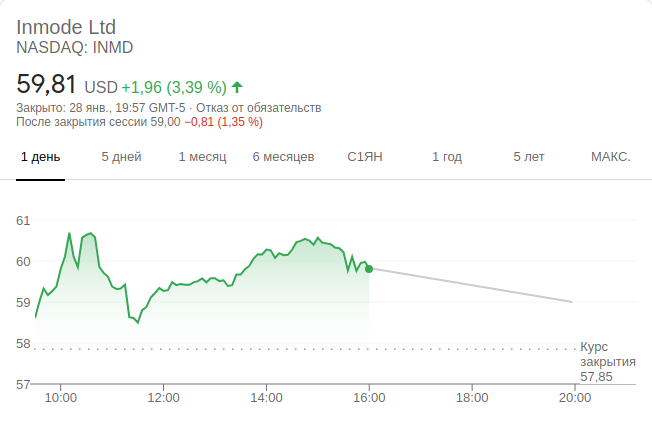 Inmode Ltd
NASDAQ: INMD
59,81 USD +1,96 (3,39 %)
Закрыто: 28 янв., 19:57 GMT-5 · Отказ от обязательств
После закрытия сессии 59,00 −0,81 (1,35 %)
1 день 5 дней 1 месяц 6 месяцев С1ЯН 1 год 5 лет МАКС.
61
60
59
58
Курс
закрытия
57,85
57
10:00 12:00 14:00 16:00 18:00 20:00